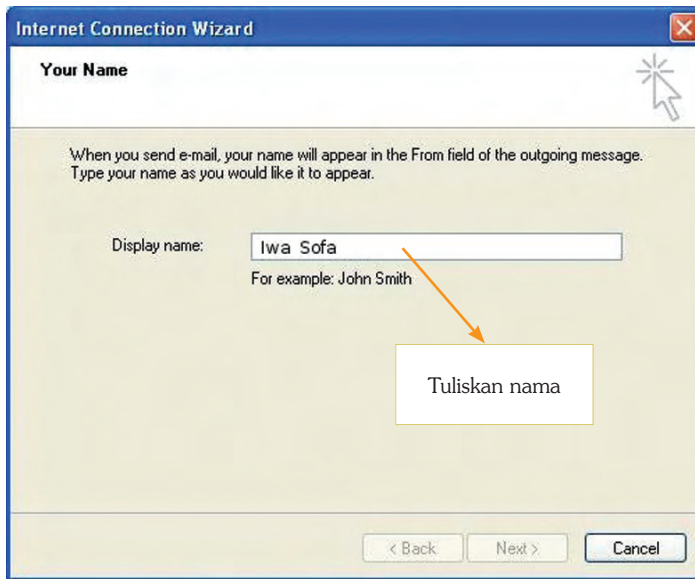 Internet Connection Wizard
Your Name
When you send e-mail, your name will appear in the From field of the outgoing message.
Type your name as you would like it to appear.
Display name:
Iwa Sofa
For example: John Smith
Tuliskan nama
< Back
Next >
Cancel